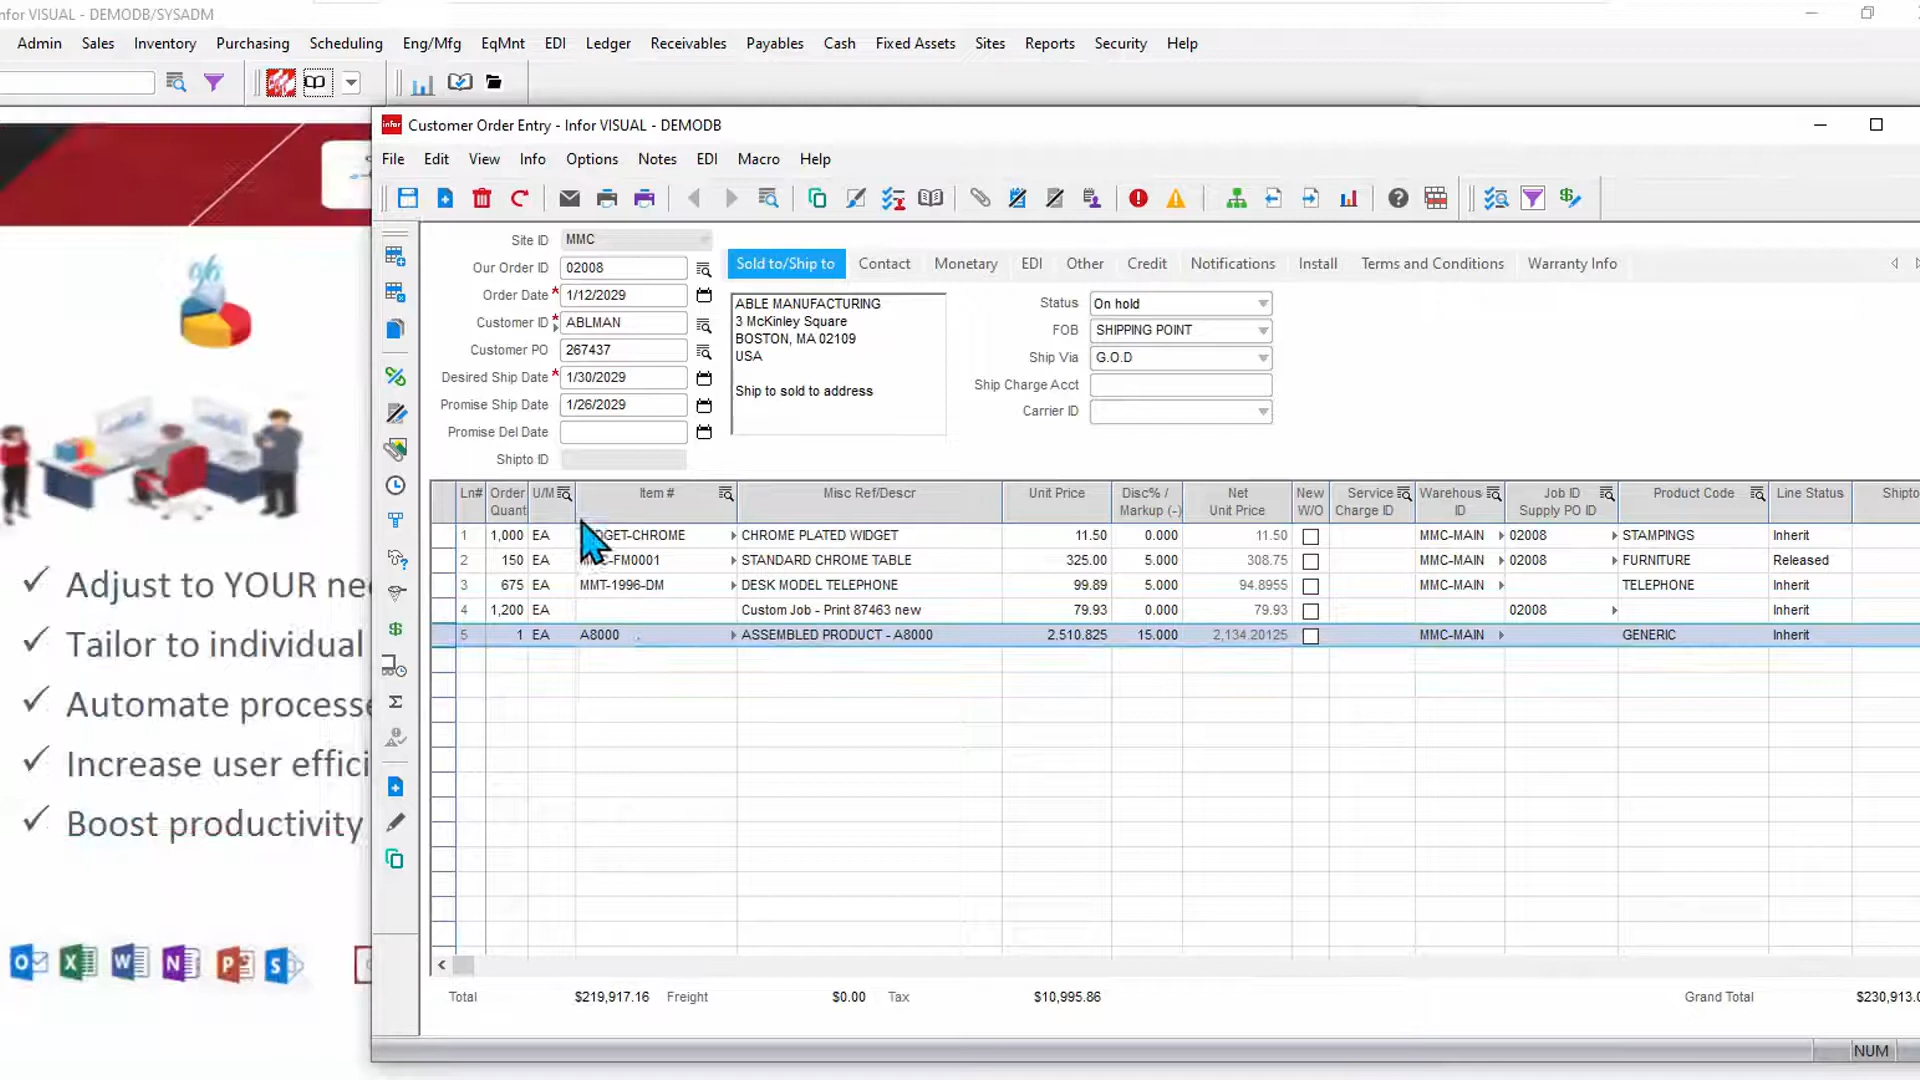 nfor VISUAL - DEMODB/SYSADM
Admin Sales Inventory Purchasing Scheduling Eng/Mfg EqMnt EDI Ledger Receivables Payables Cash Fixed Assets Sites Reports Security Help
infor Customer Order Entry - Infor VISUAL - DEMODB
File Edit View Info Options Notes EDI Macro Help
Site ID MMC
Our Order ID 02008
Order Date * 1/12/2029
Customer ID * ABLMAN
Customer PO 267437
Desired Ship Date * 1/30/2029
Promise Ship Date 1/26/2029
Promise Del Date
Shipto ID
Sold to/Ship to Contact Monetary EDI Other Credit Notifications Install Terms and Conditions Warranty Info
ABLE MANUFACTURING
3 McKinley Square
BOSTON, MA 02109
USA
Ship to sold to address
Status On hold
FOB SHIPPING POINT
Ship Via G.O.D
Ship Charge Acct
Carrier ID
Ln# Order Quant U/M Item # Misc Ref/Descr Unit Price Disc% / Markup (-) Net Unit Price New W/O Service Charge ID Warehous ID Job ID Supply PO ID Product Code Line Status Shipto
1 1,000 EA DGET-CHROME CHROME PLATED WIDGET 11.50 0.000 11.50 MMC-MAIN 02008 STAMPINGS Inherit
2 150 EA C-FM0001 STANDARD CHROME TABLE 325.00 5.000 308.75 MMC-MAIN 02008 FURNITURE Released
3 675 EA MMT-1996-DM DESK MODEL TELEPHONE 99.89 5.000 94.8955 MMC-MAIN TELEPHONE Inherit
4 1,200 EA Custom Job - Print 87463 new 79.93 0.000 79.93 02008 Inherit
5 1 EA A8000 ASSEMBLED PRODUCT - A8000 2.510.825 15.000 2,134.20125 MMC-MAIN GENERIC Inherit
Total $219,917.16 Freight $0.00 Tax $10,995.86 Grand Total $230,913.0
NUM
✓ Adjust to YOUR nee
✓ Tailor to individual
✓ Automate processe
✓ Increase user effici
✓ Boost productivity
O X W N P S